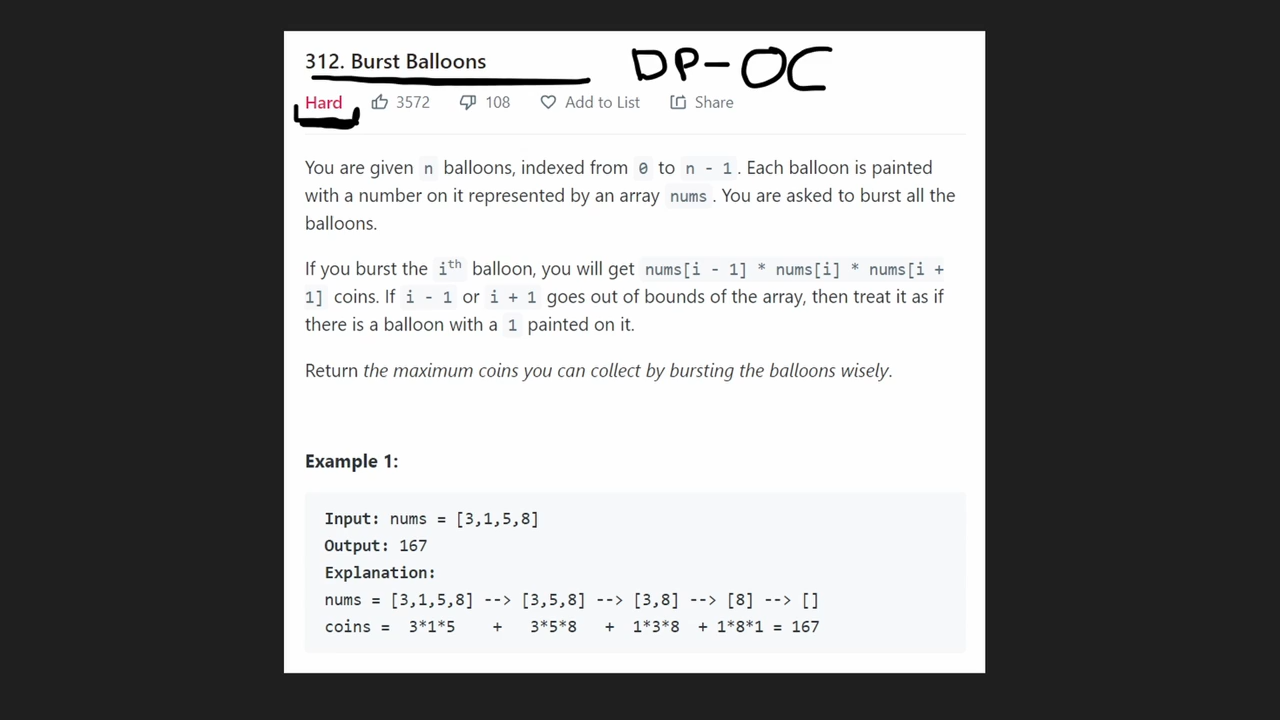 312. Burst Balloons
DP-OC
Hard 3572 108 Add to List Share
You are given n balloons, indexed from 0 to n - 1. Each balloon is painted
with a number on it represented by an array nums. You are asked to burst all the
balloons.
If you burst the ith balloon, you will get nums[i - 1] * nums[i] * nums[i +
1] coins. If i - 1 or i + 1 goes out of bounds of the array, then treat it as if
there is a balloon with a 1 painted on it.
Return the maximum coins you can collect by bursting the balloons wisely.
Example 1:
Input: nums = [3,1,5,8]
Output: 167
Explanation:
nums = [3,1,5,8] --> [3,5,8] --> [3,8] --> [8] --> []
coins = 3*1*5 + 3*5*8 + 1*3*8 + 1*8*1 = 167